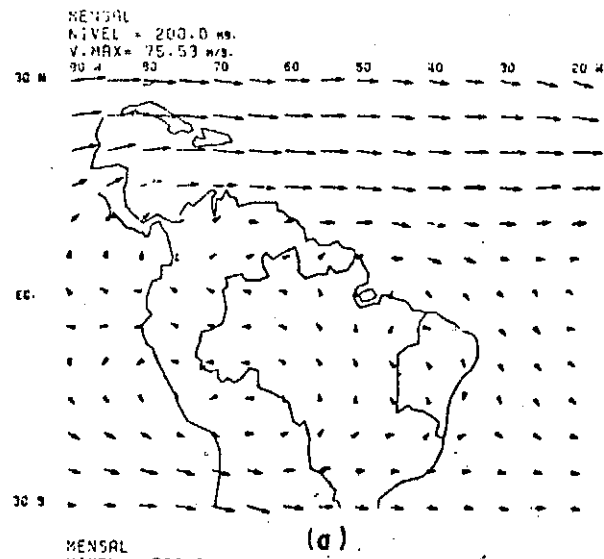 MENSAL
NIVEL = 200.0 MB.
V.MAX= 75.53 M/S.
90 W 80 70 60 50 40 30 20 W
30 N
EQ.
30 S
(a)
MENSAL